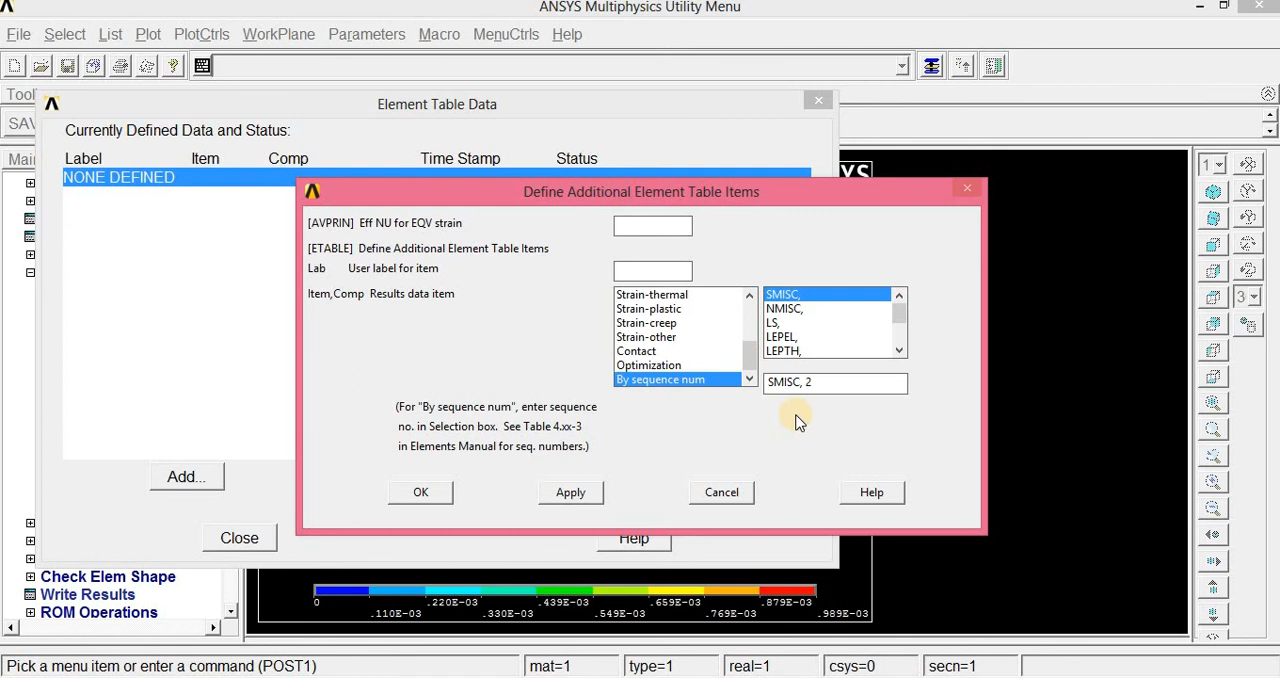 ANSYS Multiphysics Utility Menu
File Select List Plot PlotCtrls WorkPlane Parameters Macro MenuCtrls Help
Tool
Element Table Data
SAV
Currently Defined Data and Status:
Main
Label Item Comp Time Stamp Status
NONE DEFINED
YS
1
Define Additional Element Table Items
[AVPRIN] Eff NU for EQV strain
[ETABLE] Define Additional Element Table Items
Lab User label for item
Item,Comp Results data item
Strain-thermal
Strain-plastic
Strain-creep
Strain-other
Contact
Optimization
By sequence num
SMISC,
NMISC,
LS,
LEPEL,
LEPTH,
SMISC, 2
3
(For "By sequence num", enter sequence
no. in Selection box. See Table 4.xx-3
in Elements Manual for seq. numbers.)
OK Apply Cancel Help
Add...
Close Help
Check Elem Shape
Write Results
ROM Operations
0 .220E-03 .439E-03 .659E-03 .879E-03
.110E-03 .330E-03 .549E-03 .769E-03 .989E-03
Pick a menu item or enter a command (POST1) mat=1 type=1 real=1 csys=0 secn=1